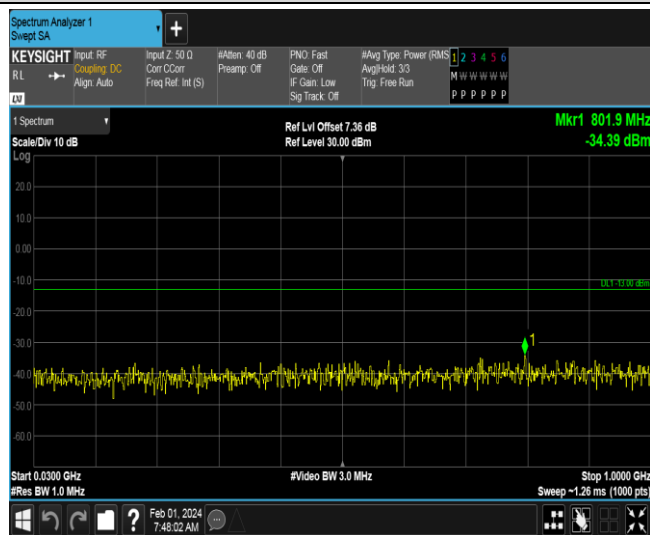 Spectrum Analyzer 1
Swept SA
+
KEYSIGHT
RL
LXI
Input: RF
Coupling: DC
Align: Auto
Input Z: 50 Ω
Corr CCorr
Freq Ref: Int (S)
#Atten: 40 dB
Preamp: Off
PNO: Fast
Gate: Off
IF Gain: Low
Sig Track: Off
#Avg Type: Power (RMS
Avg|Hold: 3/3
Trig: Free Run
1 2 3 4 5 6
M W W W W W
P P P P P P
1 Spectrum
Scale/Div 10 dB
Log
Ref Lvl Offset 7.36 dB
Ref Level 30.00 dBm
Mkr1 801.9 MHz
-34.39 dBm
20.0
10.0
0.00
-10.0
DL1 -13.00 dBm
-20.0
-30.0
1
-40.0
-50.0
-60.0
Start 0.0300 GHz
#Res BW 1.0 MHz
#Video BW 3.0 MHz
Stop 1.0000 GHz
Sweep ~1.26 ms (1000 pts)
?
Feb 01, 2024
7:48:02 AM